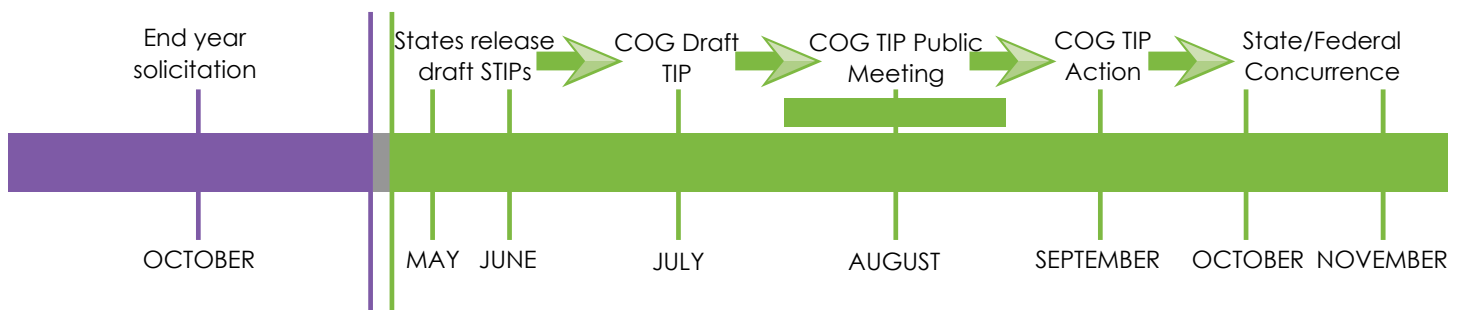 End year
solicitation
States release
draft STIPs
COG Draft
TIP
COG TIP Public
Meeting
COG TIP
Action
State/Federal
Concurrence
OCTOBER
MAY
JUNE
JULY
AUGUST
SEPTEMBER
OCTOBER
NOVEMBER